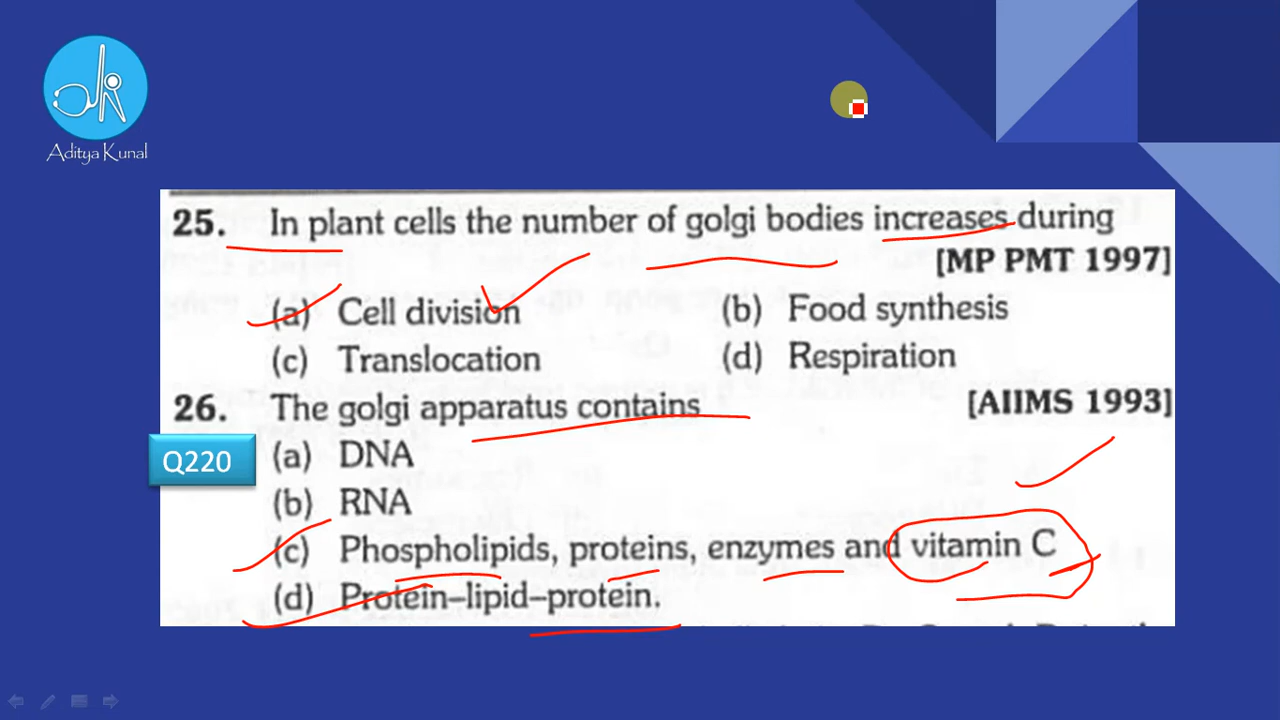 Aditya Kunal
25. In plant cells the number of golgi bodies increases during
[MP PMT 1997]
(a) Cell division (b) Food synthesis
(c) Translocation (d) Respiration
26. The golgi apparatus contains [AIIMS 1993]
Q220 (a) DNA
(b) RNA
(c) Phospholipids, proteins, enzymes and vitamin C
(d) Protein–lipid–protein.